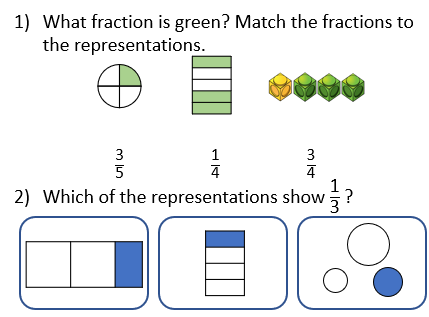 1) What fraction is green? Match the fractions to
the representations.
3/5 1/4 3/4
2) Which of the representations show 1/3 ?